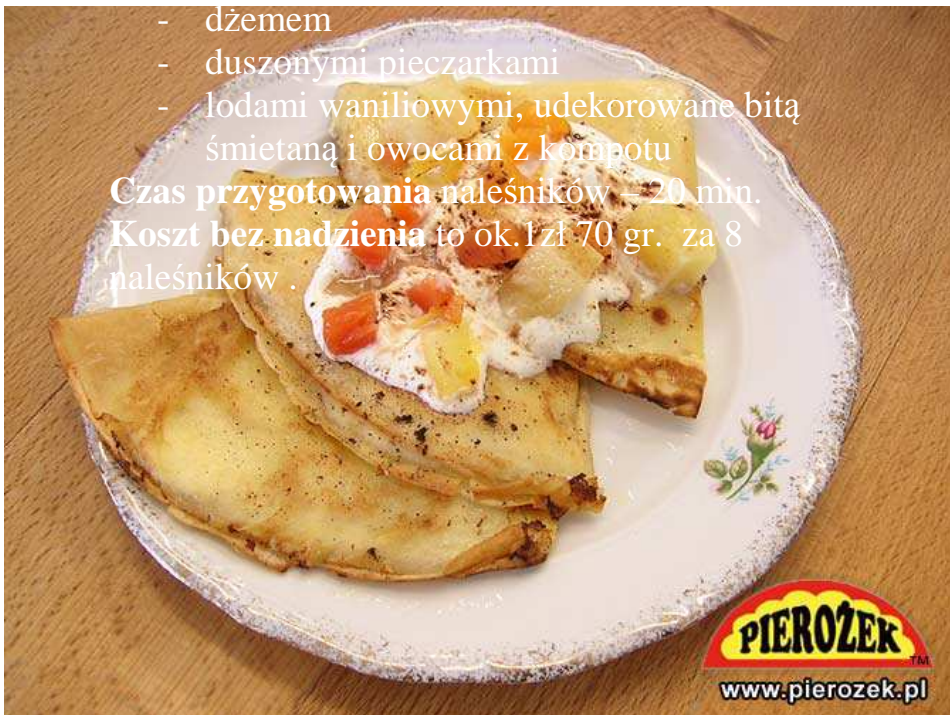 - dżemem
- duszonymi pieczarkami
- lodami waniliowymi, udekorowane bitą
śmietaną i owocami z kompotu
Czas przygotowania naleśników – 20 min.
Koszt bez nadzienia to ok.1zł 70 gr. za 8
naleśników .
PIEROŻEK
TM
www.pierozek.pl